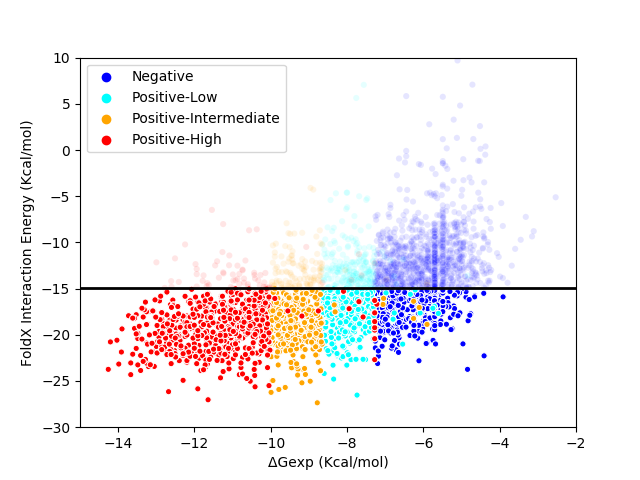 10
5
0
−5
−10
−15
−20
−25
−30
FoldX Interaction Energy (Kcal/mol)
Negative
Positive-Low
Positive-Intermediate
Positive-High
−14 −12 −10 −8 −6 −4 −2
ΔGexp (Kcal/mol)